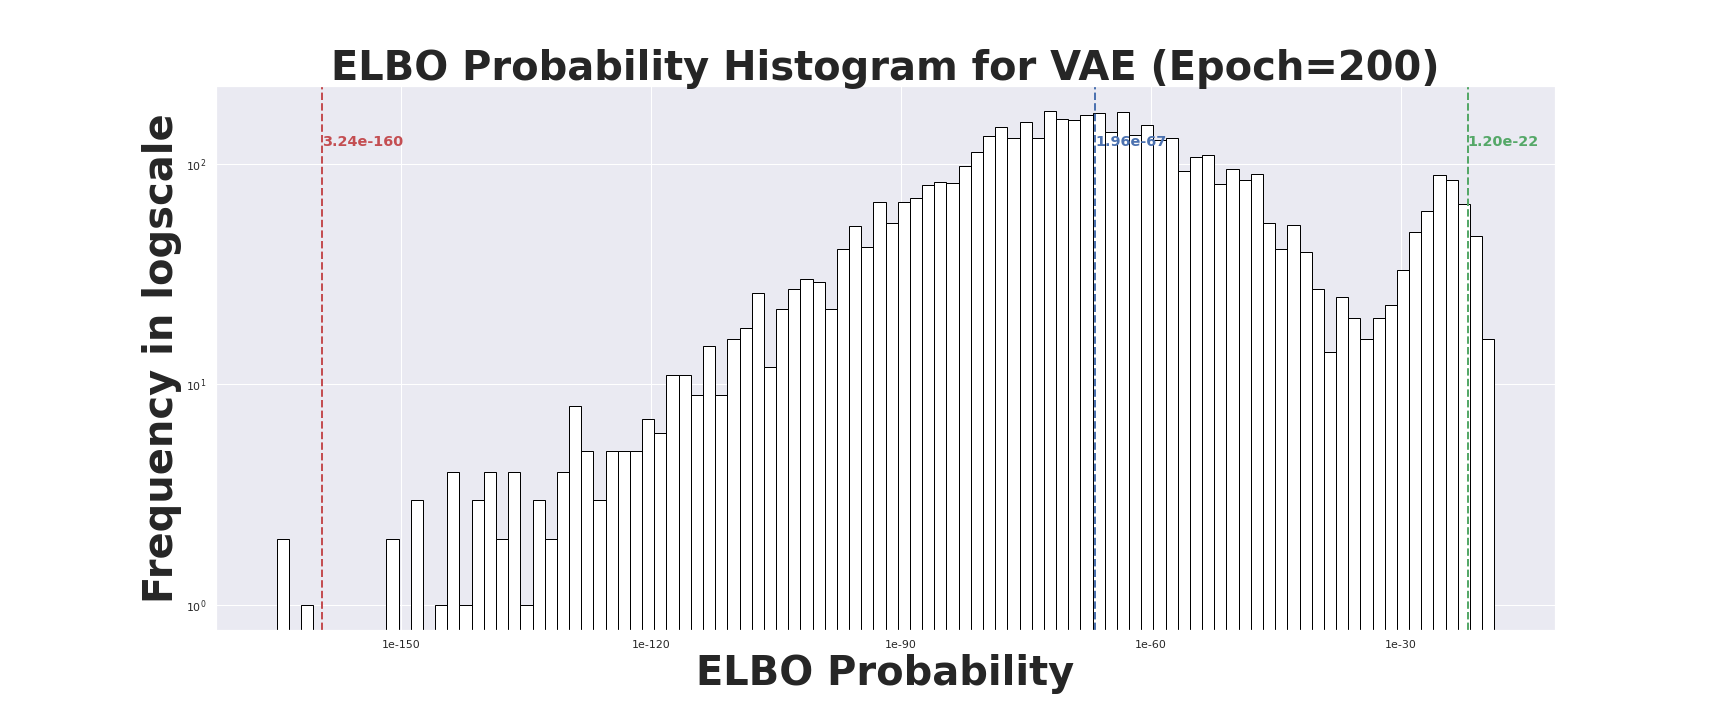 ELBO Probability Histogram for VAE (Epoch=200)
Frequency in logscale
10²
10¹
10⁰
3.24e-160
1.96e-67
1.20e-22
1e-150
1e-120
1e-90
1e-60
1e-30
ELBO Probability